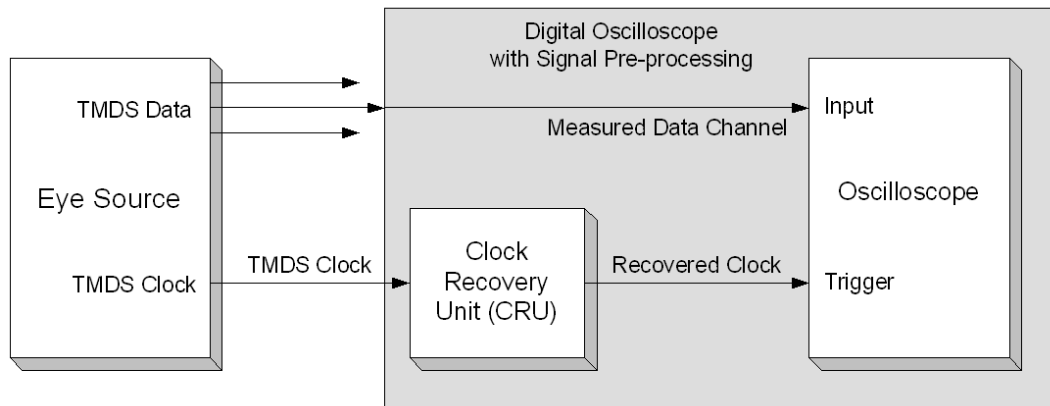 Digital Oscilloscope
with Signal Pre-processing
TMDS Data
Input
Measured Data Channel
Eye Source
Oscilloscope
Clock
Recovery
Unit (CRU)
TMDS Clock
TMDS Clock
Recovered Clock
Trigger